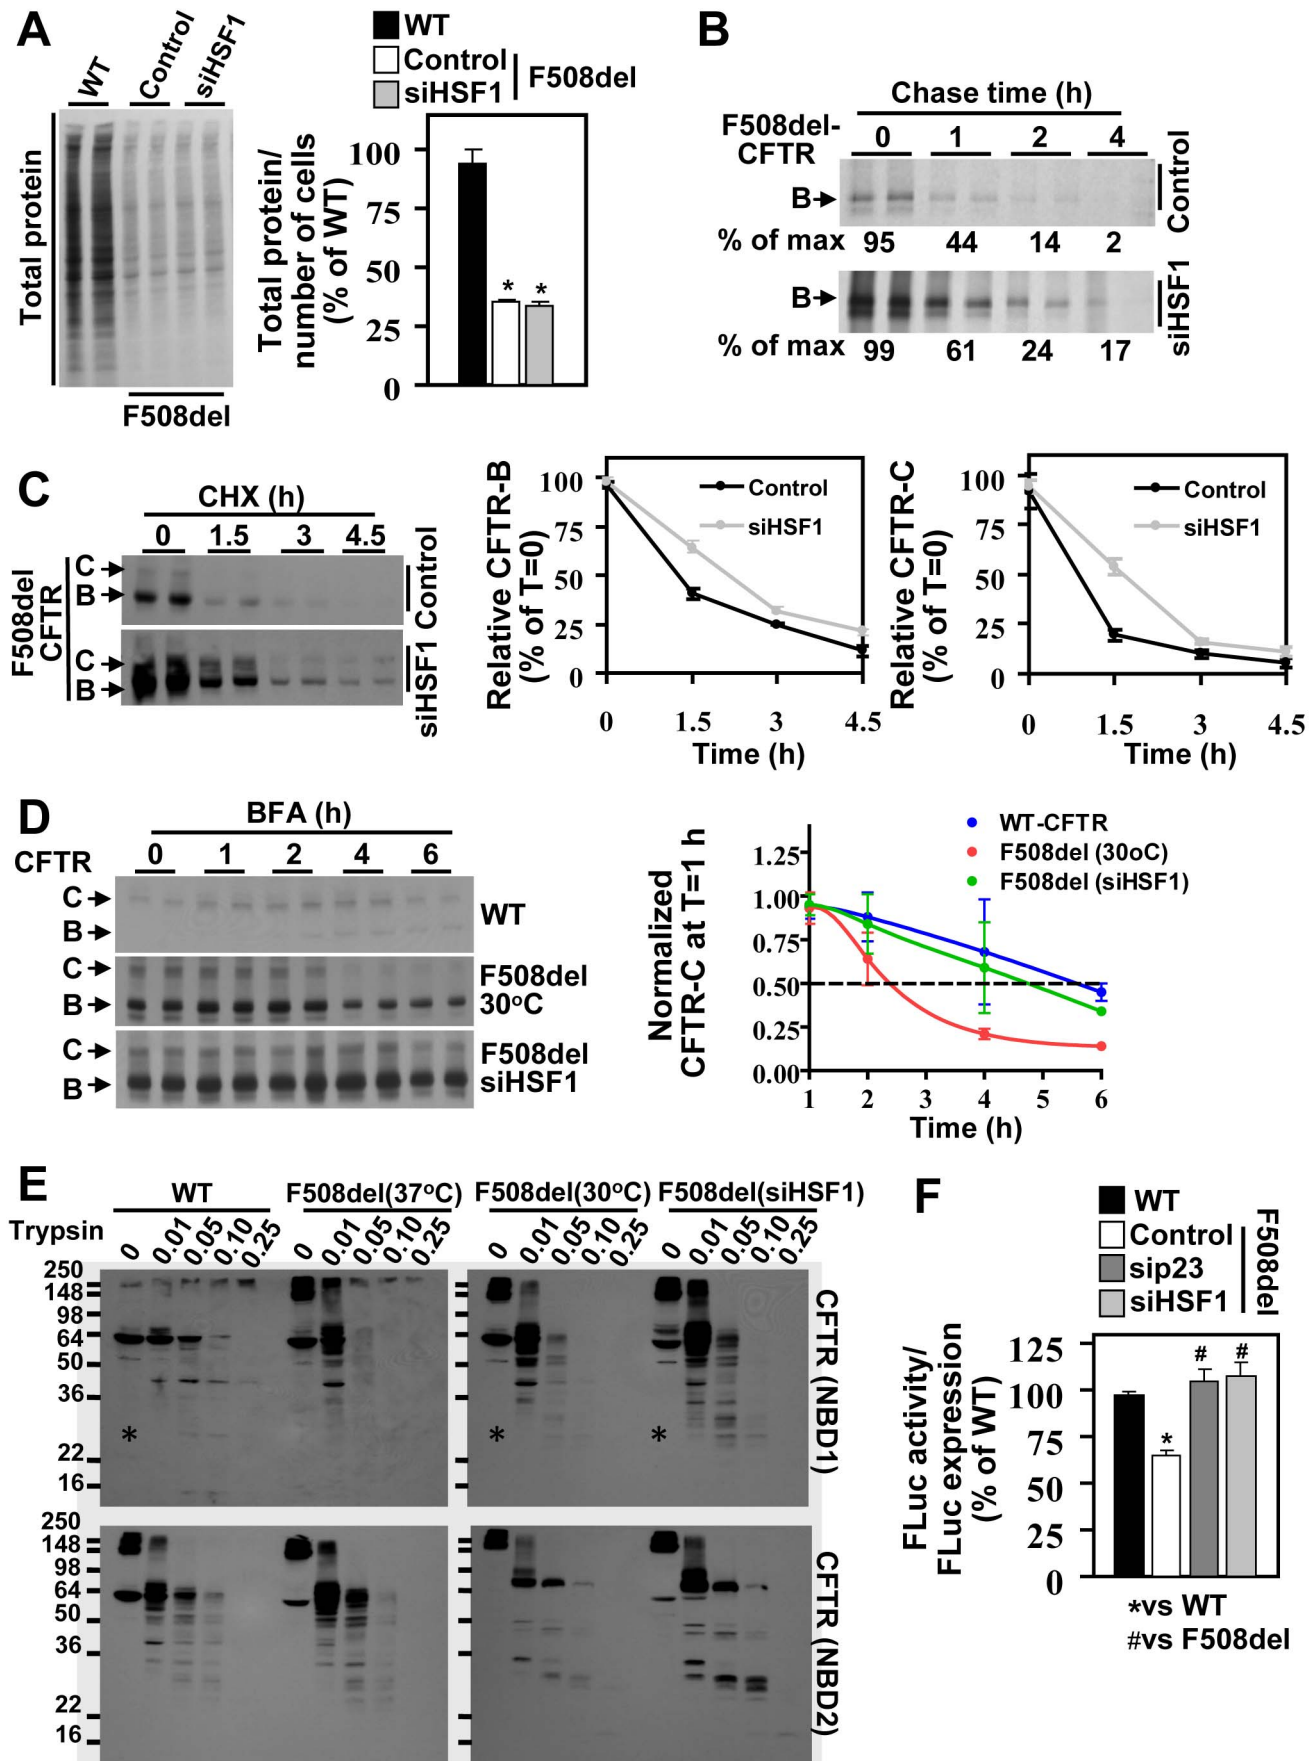 A
WT
Control
siHSF1
Total protein
F508del
WT
Control
siHSF1
F508del
Total protein/
number of cells
(% of WT)
100
75
50
25
0
*
*
B
Chase time (h)
F508del-
CFTR
0 1 2 4
B
Control
% of max 95 44 14 2
B
siHSF1
% of max 99 61 24 17
C
CHX (h)
0 1.5 3 4.5
F508del
CFTR
C
B
Control
C
B
siHSF1
Relative CFTR-B
(% of T=0)
100
75
50
25
0
Control
siHSF1
0 1.5 3 4.5
Time (h)
Relative CFTR-C
(% of T=0)
100
75
50
25
0
Control
siHSF1
0 1.5 3 4.5
Time (h)
D
BFA (h)
CFTR 0 1 2 4 6
C
B
WT
C
B
F508del
30oC
C
B
F508del
siHSF1
WT-CFTR
F508del (30oC)
F508del (siHSF1)
Normalized
CFTR-C at T=1 h
1.25
1.00
0.75
0.50
0.25
0.00
1 2 3 4 5 6
Time (h)
E
WT F508del(37oC) F508del(30oC) F508del(siHSF1)
Trypsin 0 0.01 0.05 0.10 0.25 0 0.01 0.05 0.10 0.25 0 0.01 0.05 0.10 0.25 0 0.01 0.05 0.10 0.25
250
148
98
64
50
36
22
16
* * *
CFTR (NBD1)
250
148
98
64
50
36
22
16
CFTR (NBD2)
F
WT
Control
sip23
siHSF1
F508del
FLuc activity/
FLuc expression
(% of WT)
125
100
75
50
25
0
*
#
#
*vs WT
#vs F508del